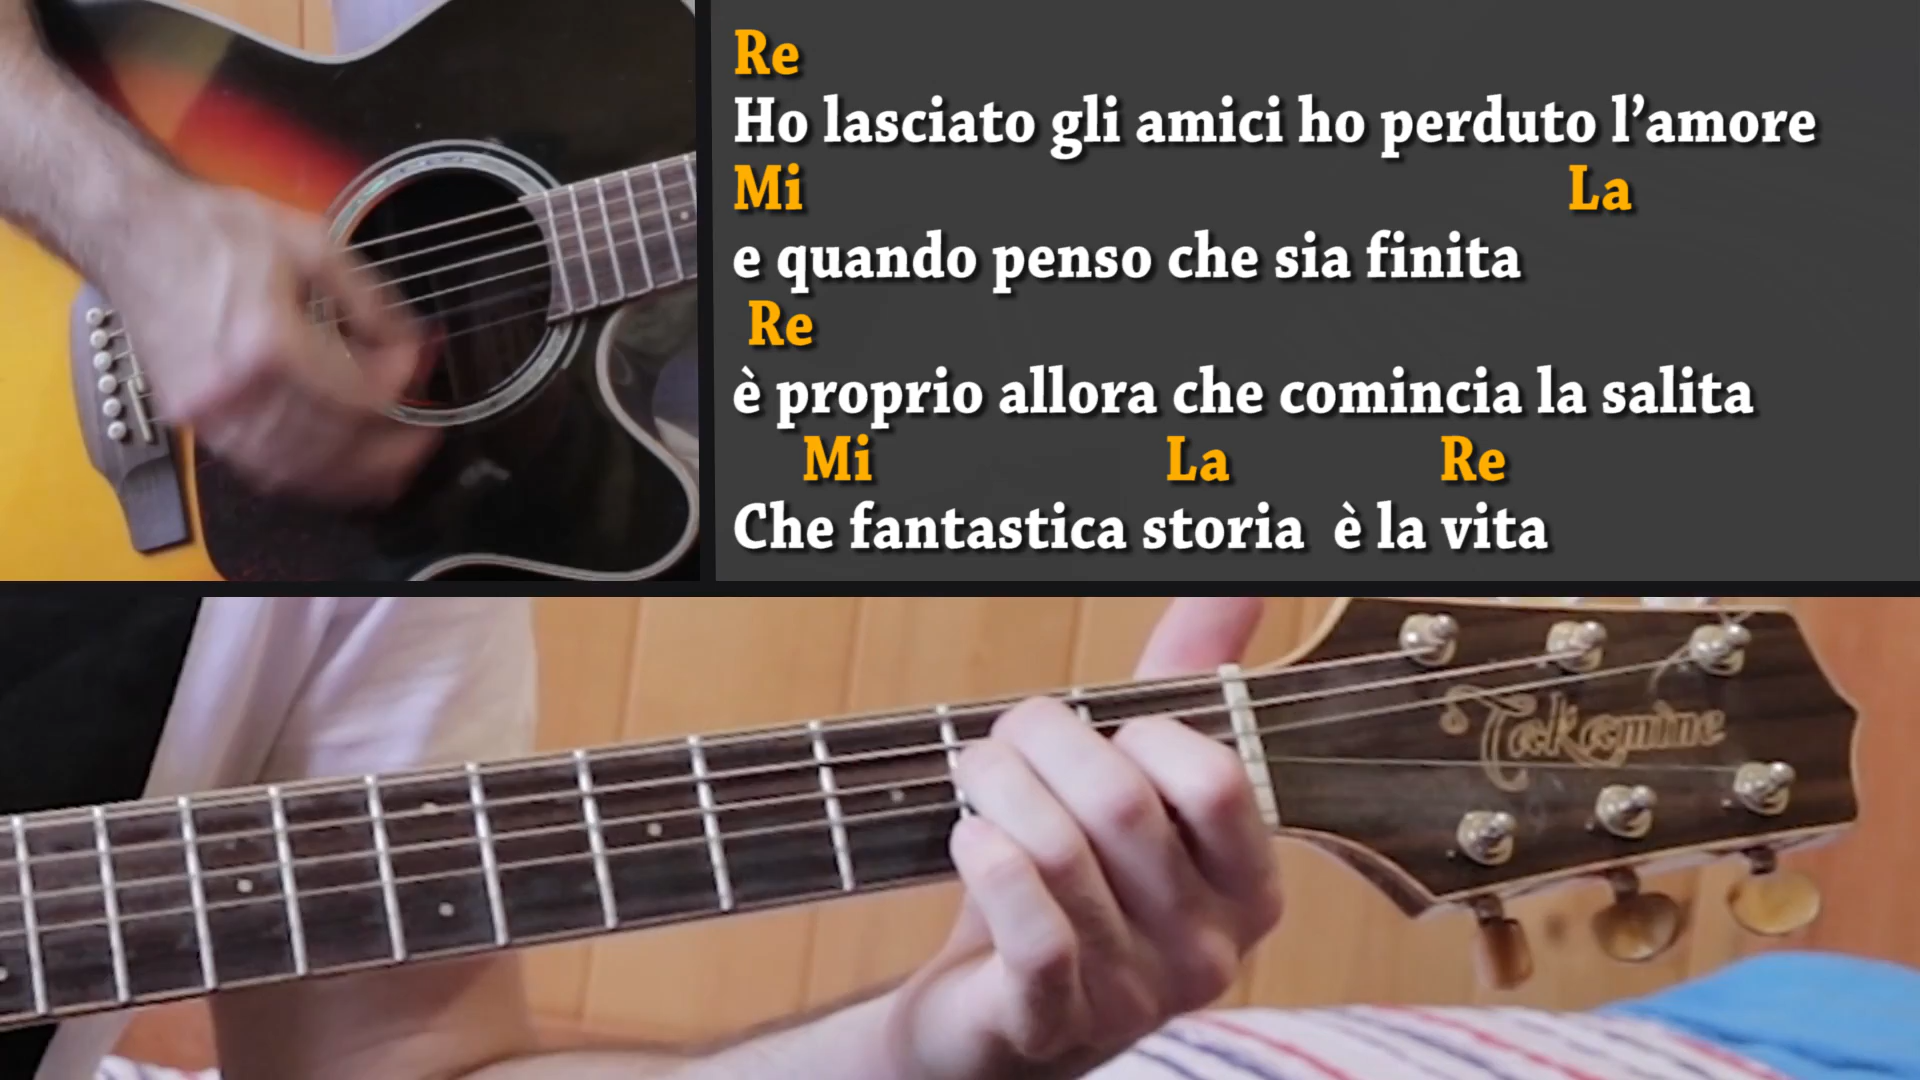 Re
Ho lasciato gli amici ho perduto l’amore
Mi La
e quando penso che sia finita
Re
è proprio allora che comincia la salita
Mi La Re
Che fantastica storia è la vita
Takamine